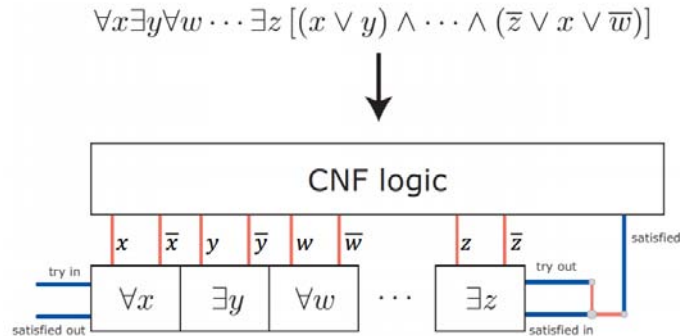 ∀x∃y∀w ⋯ ∃z [(x ∨ y) ∧ ⋯ ∧ (z̅ ∨ x ∨ w̅)]
CNF logic
x x̅ y y̅ w w̅ z z̅ satisfied
try in try out
∀x ∃y ∀w ⋯ ∃z
satisfied out satisfied in